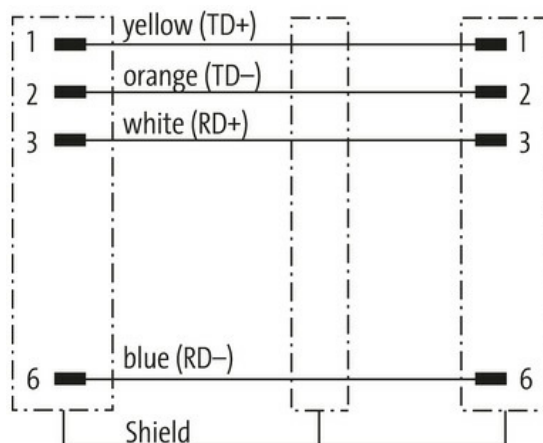 1 yellow (TD+) 1
2 orange (TD–) 2
3 white (RD+) 3
6 blue (RD–) 6
Shield